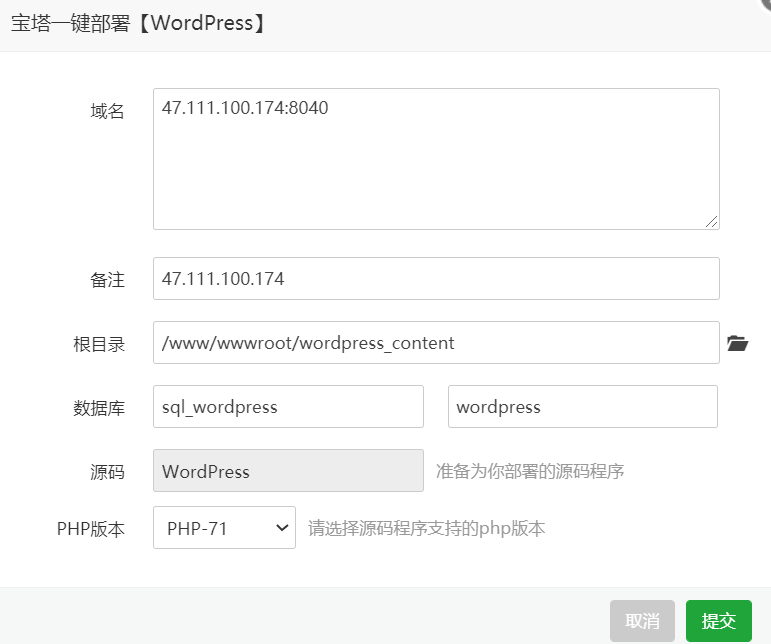 宝塔一键部署【WordPress】
域名 47.111.100.174:8040
备注 47.111.100.174
根目录 /www/wwwroot/wordpress_content
数据库 sql_wordpress wordpress
源码 WordPress 准备为你部署的源码程序
PHP版本 PHP-71 请选择源码程序支持的php版本
取消 提交